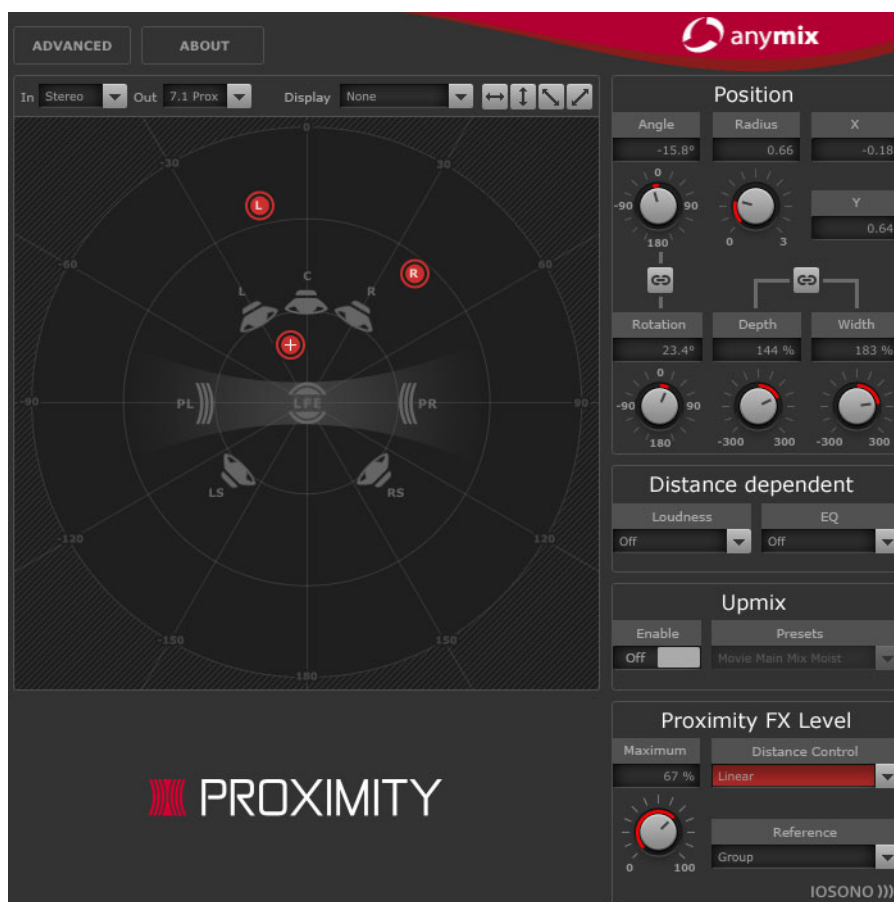 ADVANCED
ABOUT
anymix
In Stereo Out 7.1 Prox Display None
0
-30
30
-60
60
-90
90
-120
120
-150
150
180
L
R
L
C
R
PL
LFE
PR
LS
RS
Position
Angle Radius X
-15.8° 0.66 -0.18
0
-90 90
180
0 3
Y
0.64
Rotation Depth Width
23.4° 144 % 183 %
0
-90 90
180
-300 300
-300 300
Distance dependent
Loudness EQ
Off Off
Upmix
Enable Presets
Off Movie Main Mix Moist
Proximity FX Level
Maximum Distance Control
67 % Linear
0 100
Reference
Group
PROXIMITY
IOSONO )))